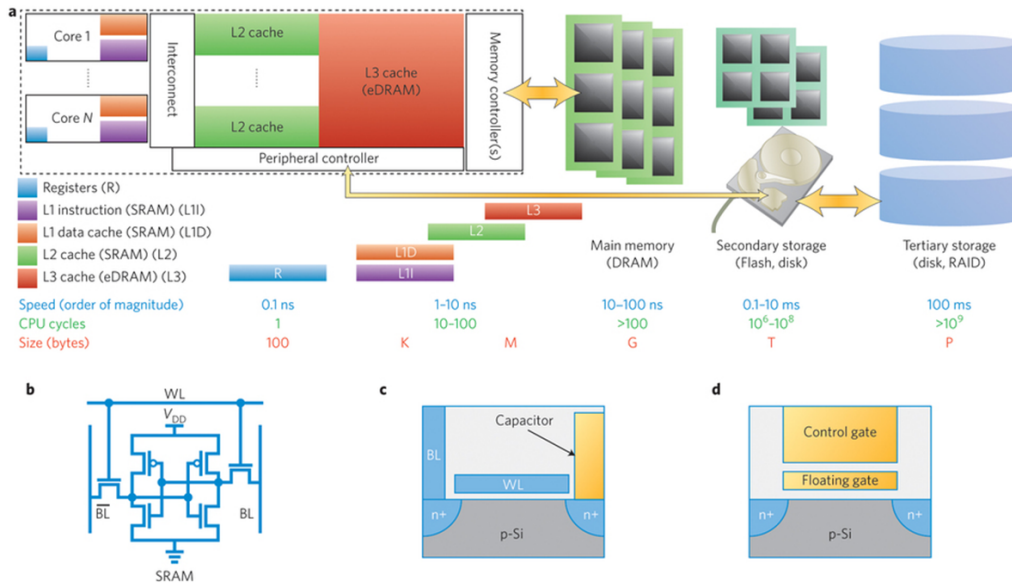 a
Core 1
Core N
Interconnect
L2 cache
L2 cache
L3 cache
(eDRAM)
Memory controller(s)
Peripheral controller
Registers (R)
L1 instruction (SRAM) (L1I)
L1 data cache (SRAM) (L1D)
L2 cache (SRAM) (L2)
L3 cache (eDRAM) (L3)
R
L1D
L1I
L2
L3
Main memory
(DRAM)
Secondary storage
(Flash, disk)
Tertiary storage
(disk, RAID)
Speed (order of magnitude) 0.1 ns 1–10 ns 10–100 ns 0.1–10 ms 100 ms
CPU cycles 1 10–100 >100 10⁶–10⁸ >10⁹
Size (bytes) 100 K M G T P
b
WL
V_DD
B̅L̅
BL
SRAM
c
Capacitor
BL
WL
n+
n+
p-Si
d
Control gate
Floating gate
n+
n+
p-Si